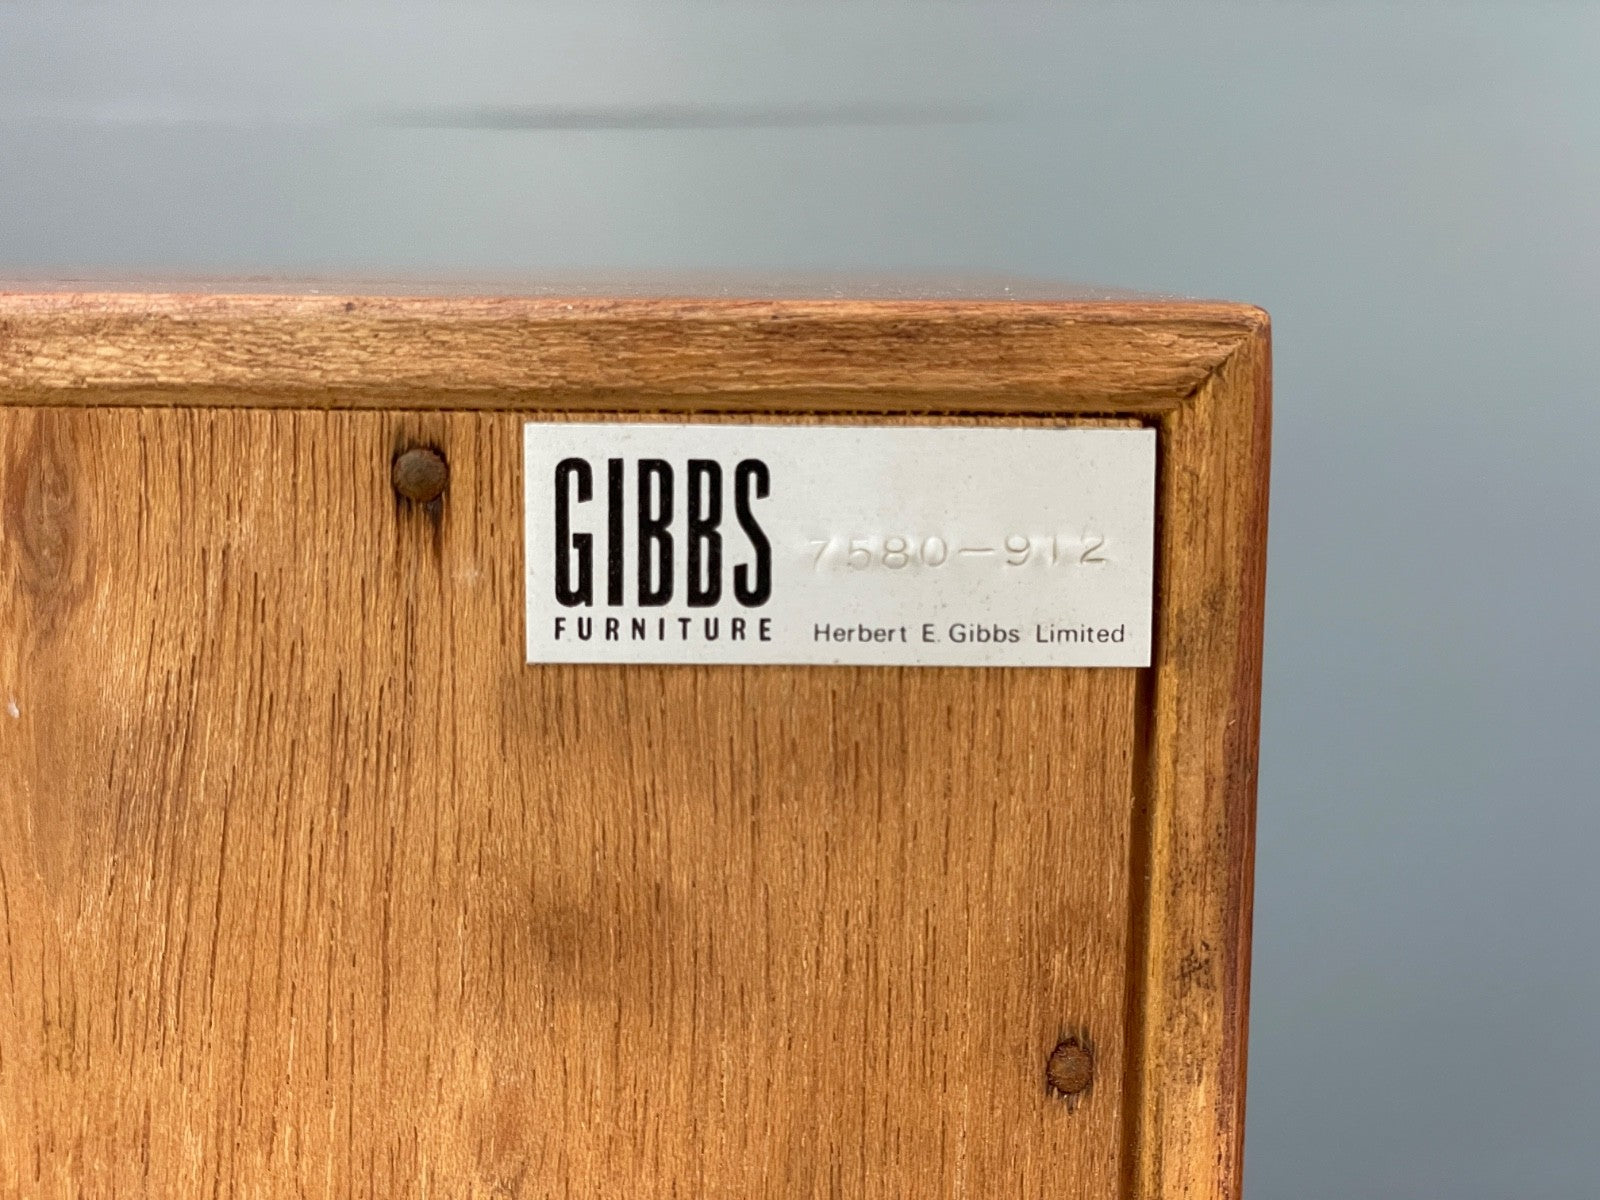 GIBBS
FURNITURE
7580-912
Herbert E. Gibbs Limited